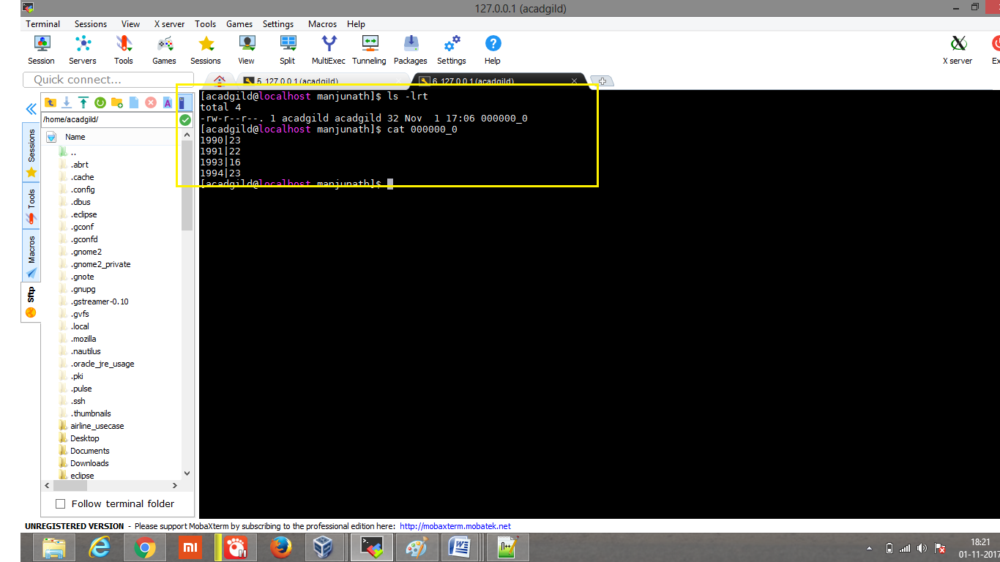 127.0.0.1 (acadgild)
Terminal Sessions View X server Tools Games Settings Macros Help
Session Servers Tools Games Sessions View Split MultiExec Tunneling Packages Settings Help X server Ex
Quick connect...
5. 127.0.0.1 (acadgild)
6. 127.0.0.1 (acadgild)
/home/acadgild/
Name
..
.abrt
.cache
.config
.dbus
.eclipse
.gconf
.gconfd
.gnome2
.gnome2_private
.gnote
.gnupg
.gstreamer-0.10
.gvfs
.local
.mozilla
.nautilus
.oracle_jre_usage
.pki
.pulse
.ssh
.thumbnails
airline_usecase
Desktop
Documents
Downloads
eclipse
Follow terminal folder
Sessions
Tools
Macros
Sftp
[acadgild@localhost manjunath]$ ls -lrt
total 4
-rw-r--r--. 1 acadgild acadgild 32 Nov  1 17:06 000000_0
[acadgild@localhost manjunath]$ cat 000000_0
1990|23
1991|22
1993|16
1994|23
[acadgild@localhost manjunath]$
UNREGISTERED VERSION - Please support MobaXterm by subscribing to the professional edition here: http://mobaxterm.mobatek.net
18:21
01-11-2017